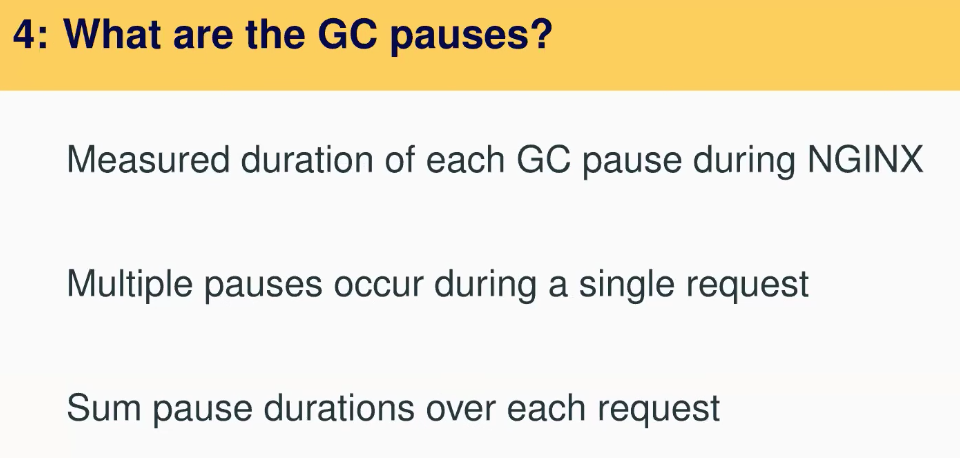 4: What are the GC pauses?
Measured duration of each GC pause during NGINX
Multiple pauses occur during a single request
Sum pause durations over each request